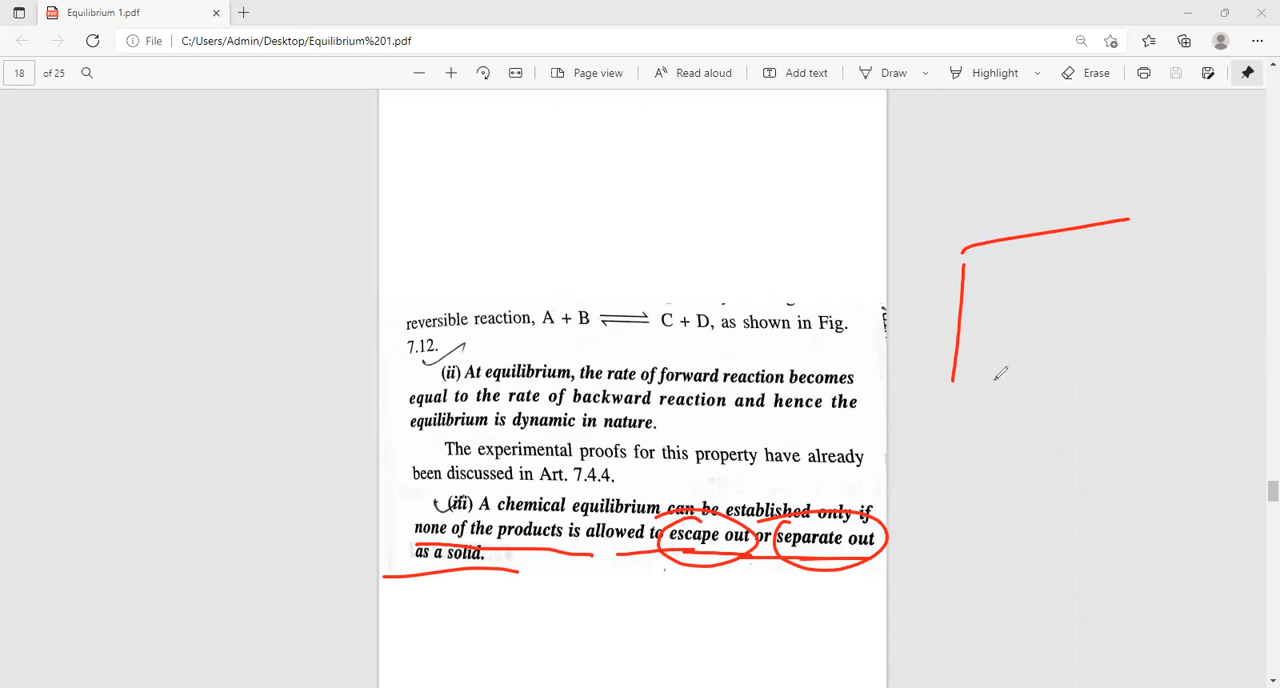 Equilibrium 1.pdf
File
C:/Users/Admin/Desktop/Equilibrium%201.pdf
18 of 25
Page view
Read aloud
Add text
Draw
Highlight
Erase
reversible reaction, A + B ⇌ C + D, as shown in Fig.
7.12.
(ii) At equilibrium, the rate of forward reaction becomes
equal to the rate of backward reaction and hence the
equilibrium is dynamic in nature.
The experimental proofs for this property have already
been discussed in Art. 7.4.4.
(iii) A chemical equilibrium can be established only if
none of the products is allowed to escape out or separate out
as a solid.